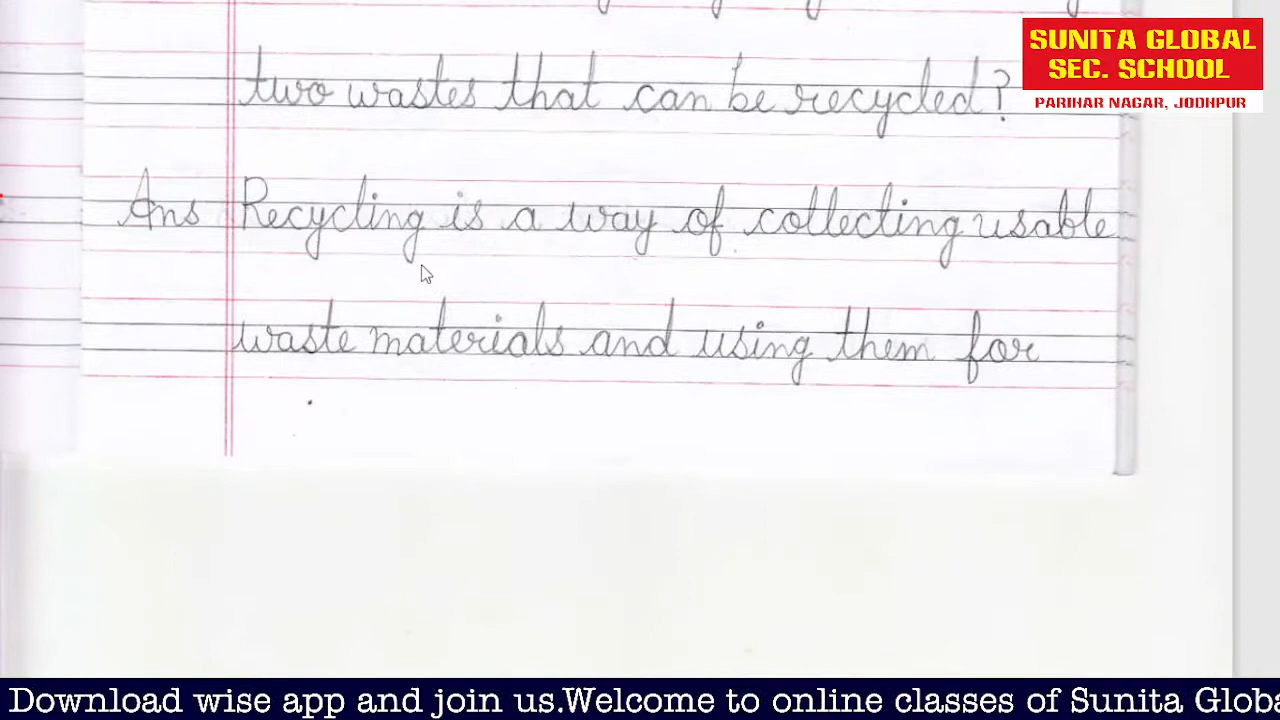 SUNITA GLOBAL
SEC. SCHOOL
PARIHAR NAGAR, JODHPUR
two wastes that can be recycled?
Ans Recycling is a way of collecting usable
waste materials and using them for
Download wise app and join us.Welcome to online classes of Sunita Globa